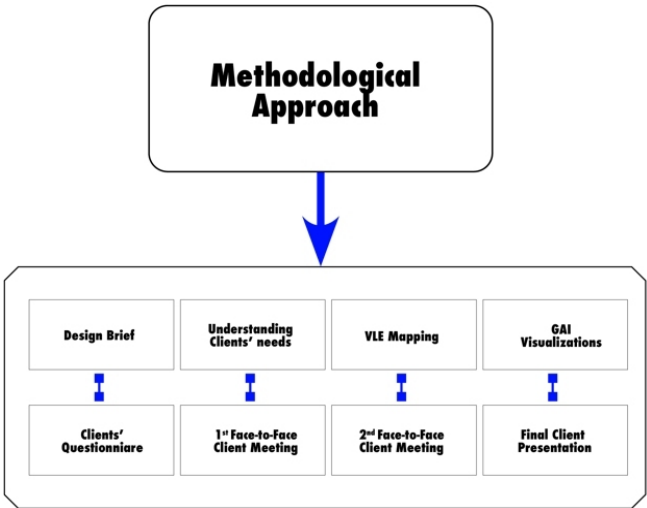 Methodological
Approach
Design Brief
Understanding
Clients' needs
VLE Mapping
GAI
Visualizations
Clients'
Questionniare
1st Face-to-Face
Client Meeting
2nd Face-to-Face
Client Meeting
Final Client
Presentation